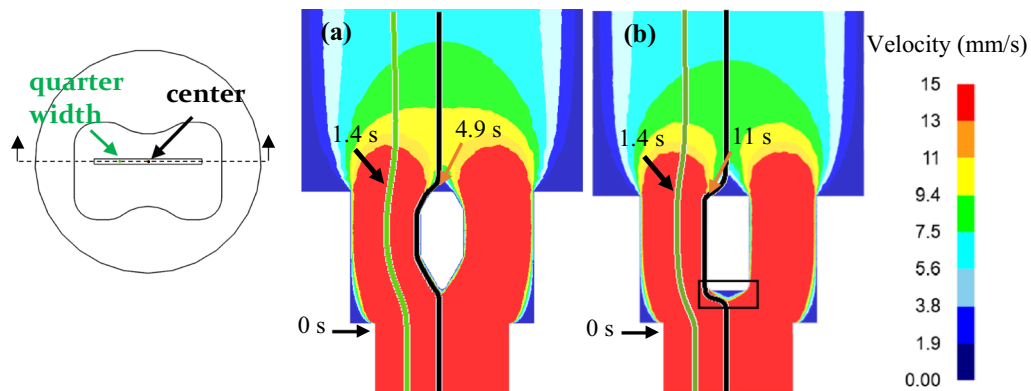 quarter
width
center
(a)
1.4 s
4.9 s
0 s
(b)
1.4 s
11 s
0 s
Velocity (mm/s)
15
13
11
9.4
7.5
5.6
3.8
1.9
0.00